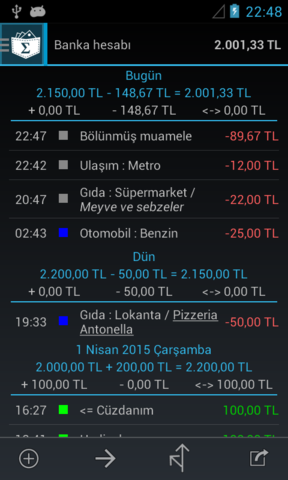 22:48
Σ
Banka hesabı 2.001,33 TL
Bugün
2.150,00 TL - 148,67 TL = 2.001,33 TL
+ 0,00 TL - 148,67 TL <-> 0,00 TL
22:47 Bölünmüş muamele -89,67 TL
22:42 Ulaşım : Metro -12,00 TL
20:47 Gıda : Süpermarket / -22,00 TL
Meyve ve sebzeler
02:43 Otomobil : Benzin -25,00 TL
Dün
2.200,00 TL - 50,00 TL = 2.150,00 TL
+ 0,00 TL - 50,00 TL <-> 0,00 TL
19:33 Gıda : Lokanta / Pizzeria -50,00 TL
Antonella
1 Nisan 2015 Çarşamba
2.000,00 TL + 200,00 TL = 2.200,00 TL
+ 100,00 TL - 0,00 TL <-> 100,00 TL
16:27 <= Cüzdanım 100,00 TL